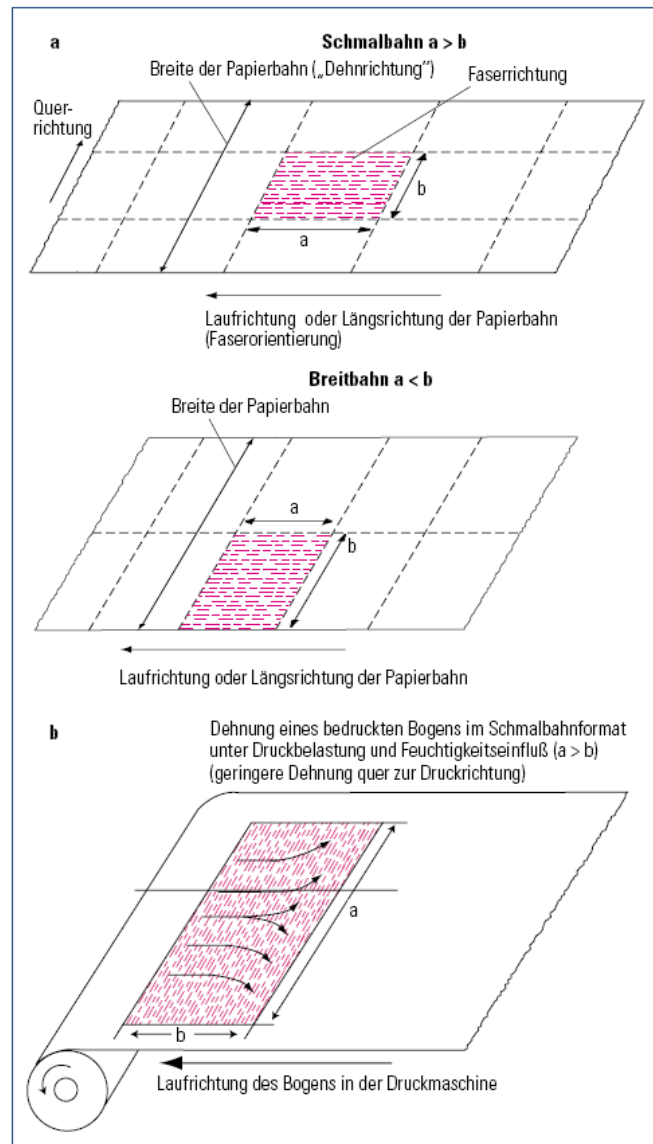 a
Schmalbahn a > b
Breite der Papierbahn („Dehnrichtung")
Faserrichtung
Quer-
richtung
b
a
Laufrichtung oder Längsrichtung der Papierbahn
(Faserorientierung)
Breitbahn a < b
Breite der Papierbahn
a
b
Laufrichtung oder Längsrichtung der Papierbahn
b
Dehnung eines bedruckten Bogens im Schmalbahnformat
unter Druckbelastung und Feuchtigkeitseinfluß (a > b)
(geringere Dehnung quer zur Druckrichtung)
a
b
Laufrichtung des Bogens in der Druckmaschine